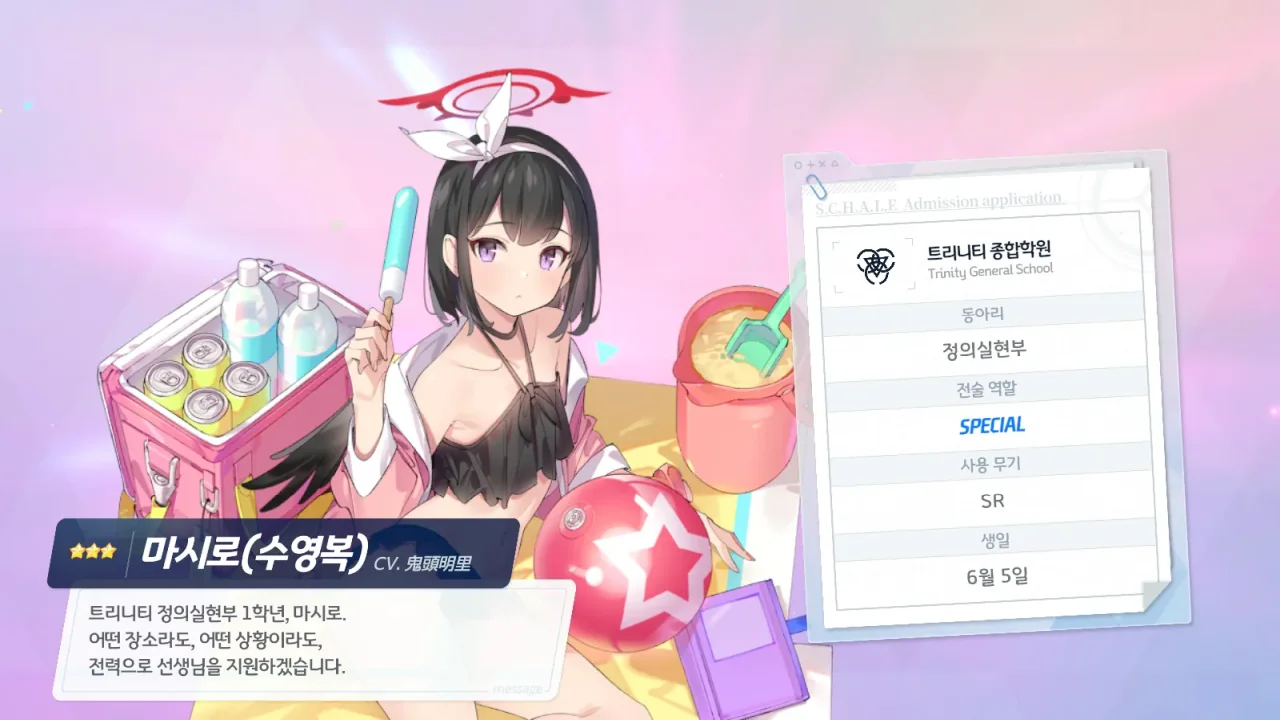 S.C.H.A.L.E Admission application
트리니티 종합학원
Trinity General School
동아리
정의실현부
전술 역할
SPECIAL
사용 무기
SR
생일
6월 5일
마시로(수영복) CV. 鬼頭明里
트리니티 정의실현부 1학년, 마시로.
어떤 장소라도, 어떤 상황이라도,
전력으로 선생님을 지원하겠습니다.
message